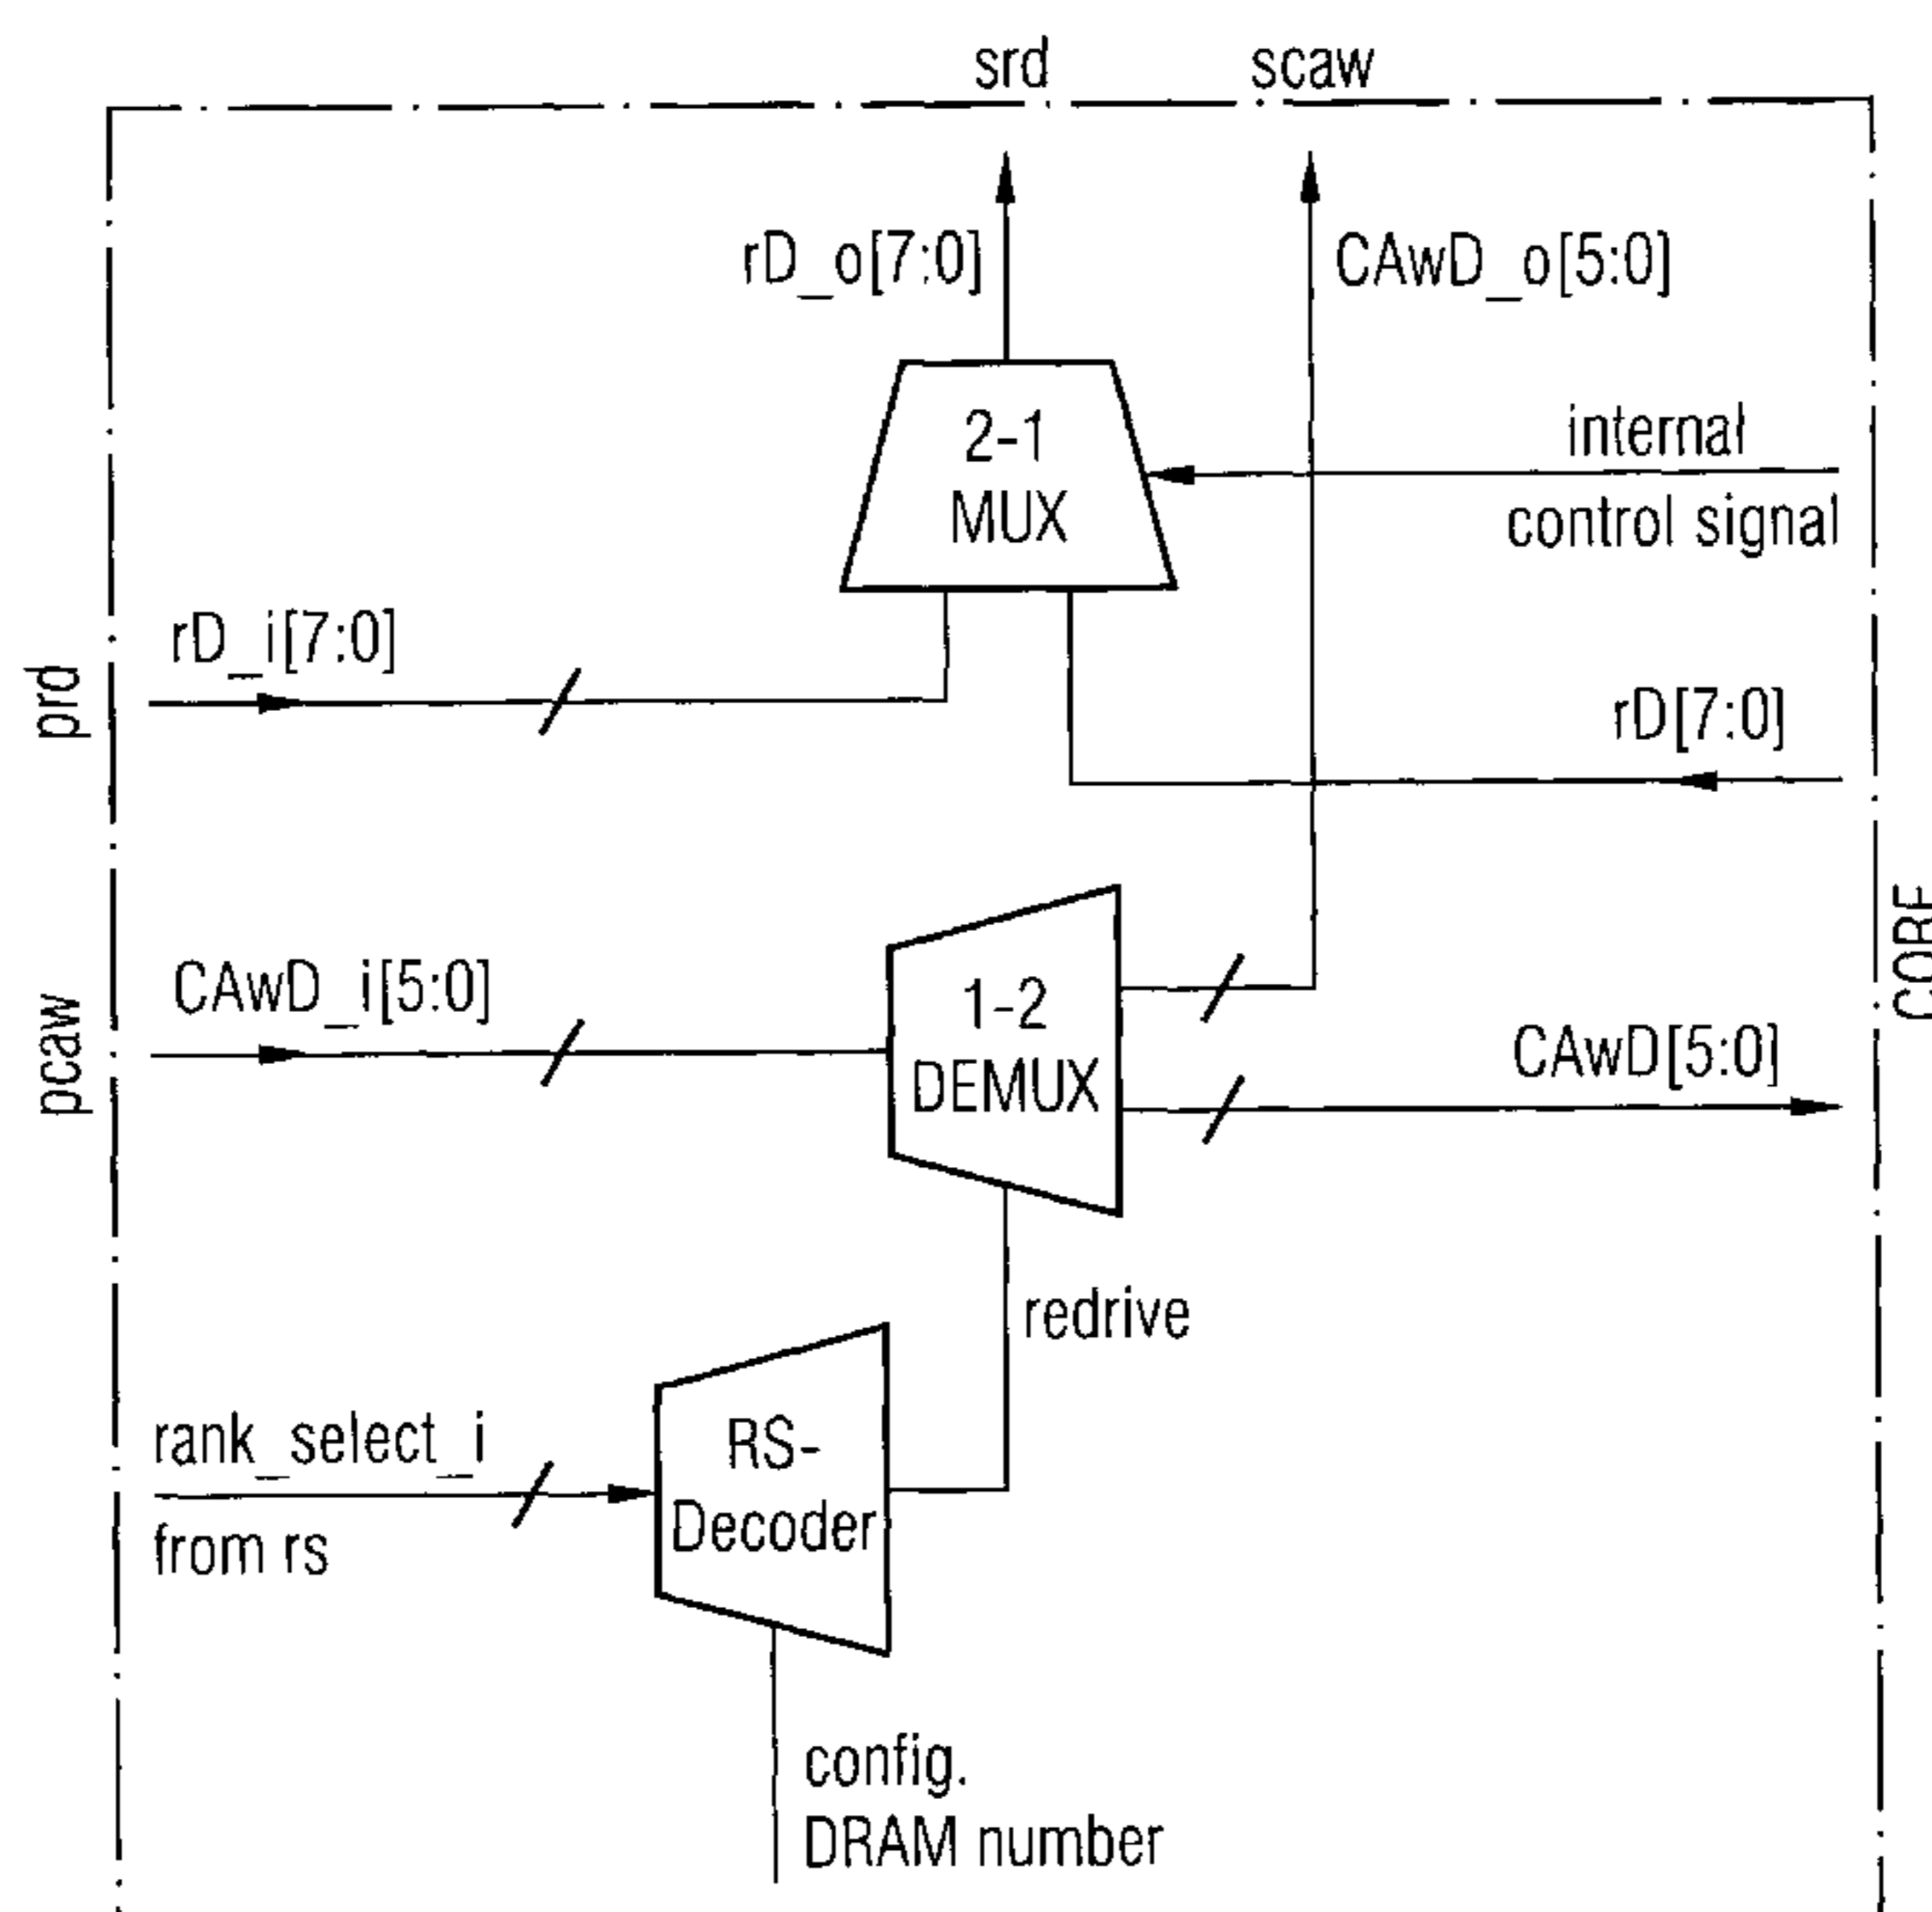 srd
scaw
rD_o[7:0]
CAwD_o[5:0]
2-1
MUX
internal
control signal
rD_i[7:0]
prd
rD[7:0]
CAwD_i[5:0]
pcaw
1-2
DEMUX
CAwD[5:0]
CORE
redrive
rank_select_i
from rs
RS-
Decoder
config.
DRAM number